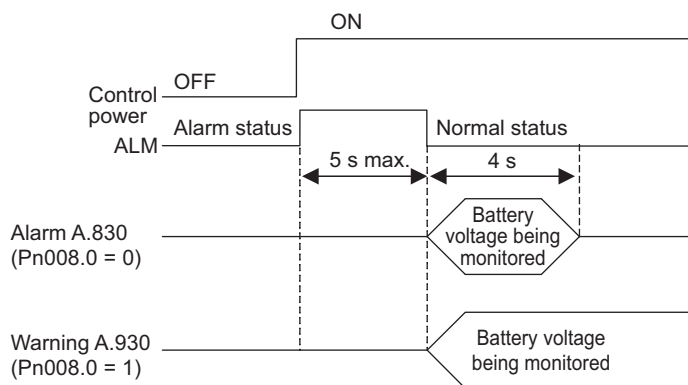 ON
OFF
Control
power
ALM
Alarm status
Normal status
5 s max.
4 s
Alarm A.830
(Pn008.0 = 0)
Battery
voltage being
monitored
Warning A.930
(Pn008.0 = 1)
Battery voltage
being monitored